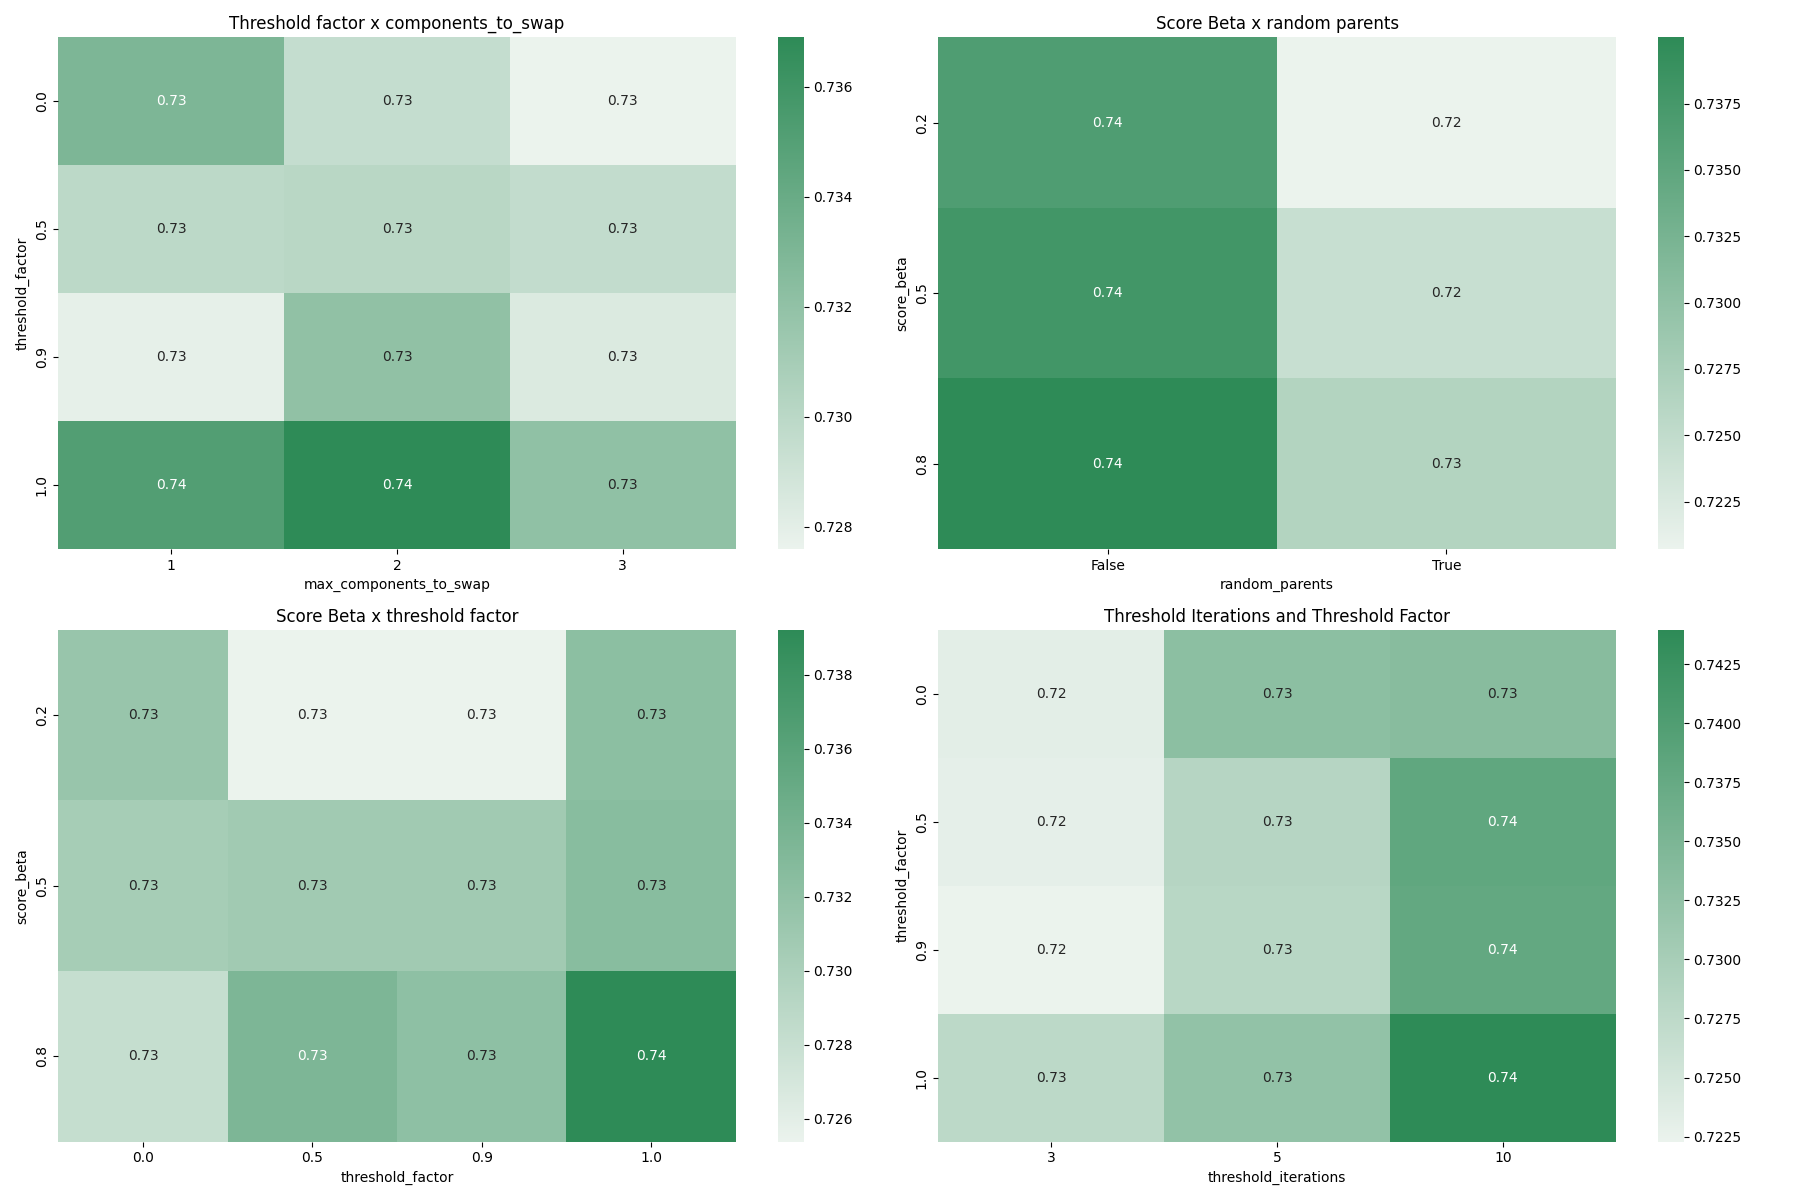 Threshold factor x components_to_swap
threshold_factor
0.0 0.73 0.73 0.73
0.5 0.73 0.73 0.73
0.9 0.73 0.73 0.73
1.0 0.74 0.74 0.73
1 2 3
max_components_to_swap
0.736
0.734
0.732
0.730
0.728
Score Beta x random parents
score_beta
0.2 0.74 0.72
0.5 0.74 0.72
0.8 0.74 0.73
False True
random_parents
0.7375
0.7350
0.7325
0.7300
0.7275
0.7250
0.7225
Score Beta x threshold factor
score_beta
0.2 0.73 0.73 0.73 0.73
0.5 0.73 0.73 0.73 0.73
0.8 0.73 0.73 0.73 0.74
0.0 0.5 0.9 1.0
threshold_factor
0.738
0.736
0.734
0.732
0.730
0.728
0.726
Threshold Iterations and Threshold Factor
threshold_factor
0.0 0.72 0.73 0.73
0.5 0.72 0.73 0.74
0.9 0.72 0.73 0.74
1.0 0.73 0.73 0.74
3 5 10
threshold_iterations
0.7425
0.7400
0.7375
0.7350
0.7325
0.7300
0.7275
0.7250
0.7225